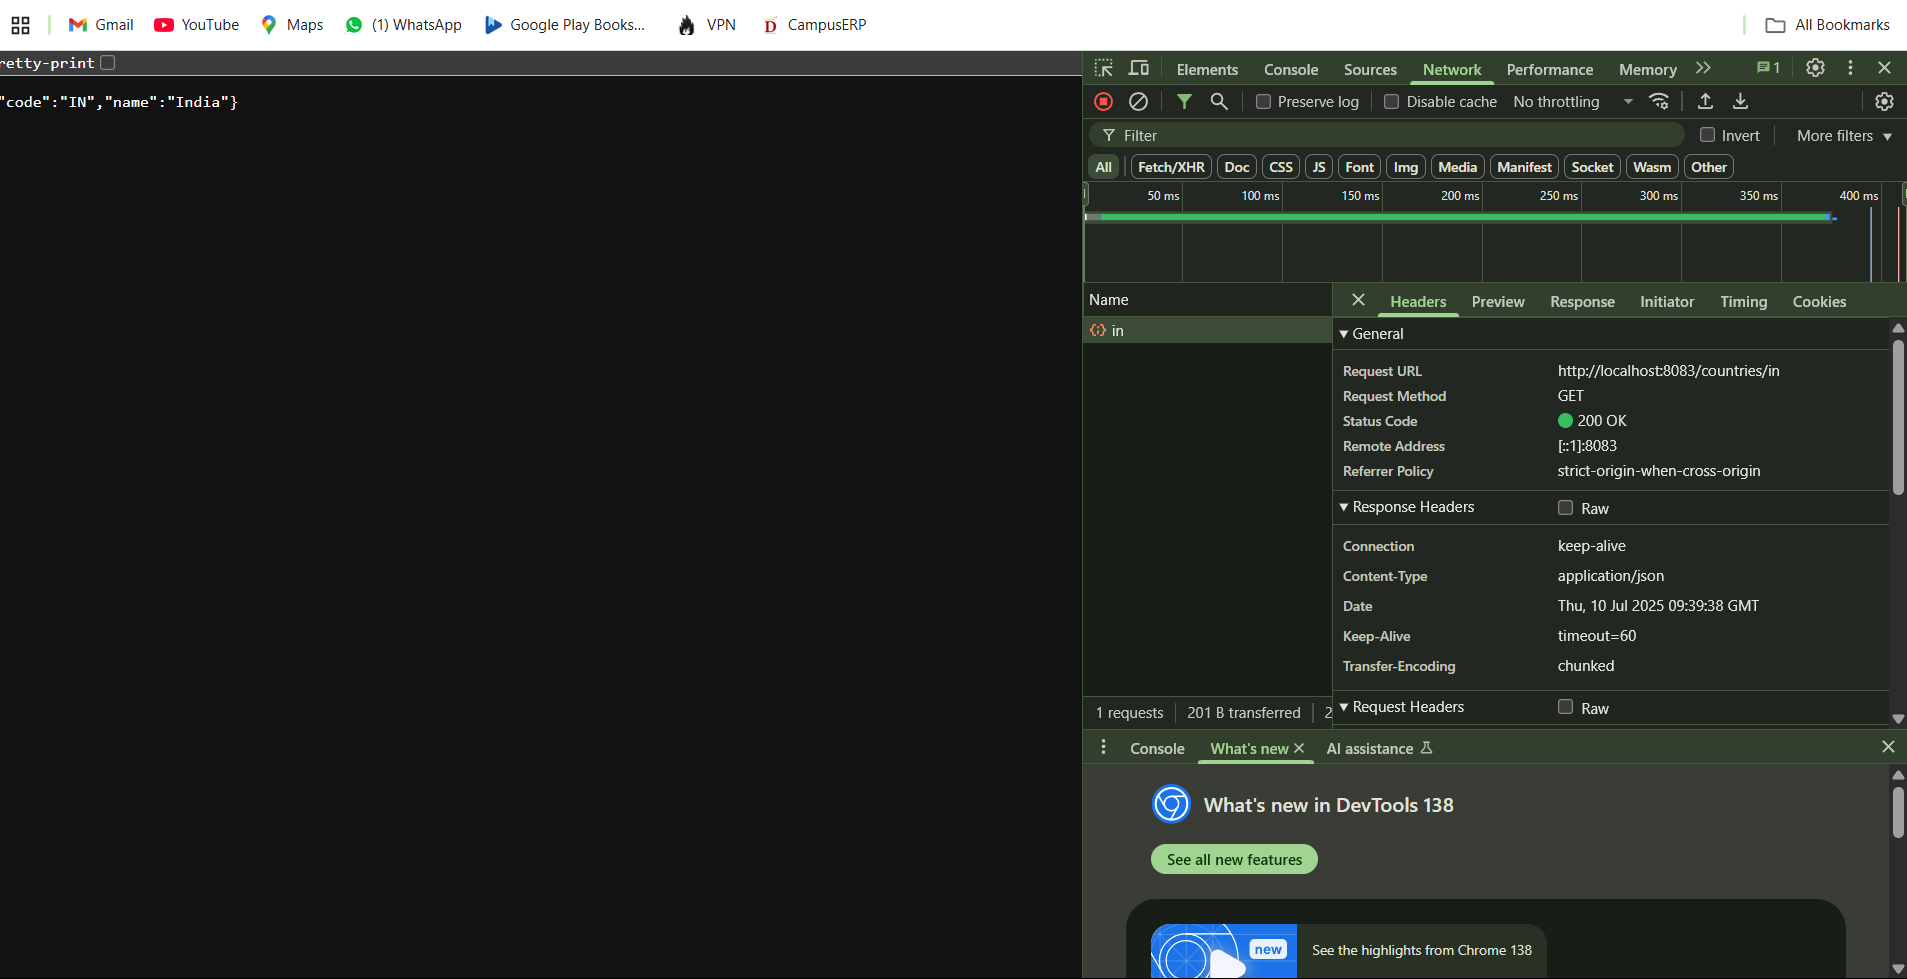 Gmail YouTube Maps (1) WhatsApp Google Play Books... VPN CampusERP All Bookmarks
retty-print
"code":"IN","name":"India"}
Elements Console Sources Network Performance Memory 1
Preserve log Disable cache No throttling
Filter Invert More filters
All Fetch/XHR Doc CSS JS Font Img Media Manifest Socket Wasm Other
50 ms 100 ms 150 ms 200 ms 250 ms 300 ms 350 ms 400 ms
Name
in
1 requests 201 B transferred 2
Headers Preview Response Initiator Timing Cookies
General
Request URL http://localhost:8083/countries/in
Request Method GET
Status Code 200 OK
Remote Address [::1]:8083
Referrer Policy strict-origin-when-cross-origin
Response Headers Raw
Connection keep-alive
Content-Type application/json
Date Thu, 10 Jul 2025 09:39:38 GMT
Keep-Alive timeout=60
Transfer-Encoding chunked
Request Headers Raw
Console What's new AI assistance
What's new in DevTools 138
See all new features
new See the highlights from Chrome 138